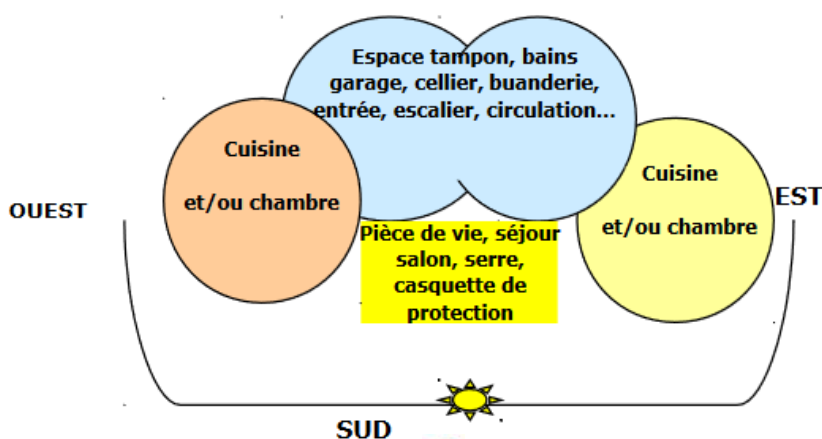 Espace tampon, bains
garage, cellier, buanderie,
entrée, escalier, circulation...
Cuisine
et/ou chambre
Cuisine
et/ou chambre
OUEST
EST
Pièce de vie, séjour
salon, serre,
casquette de
protection
SUD